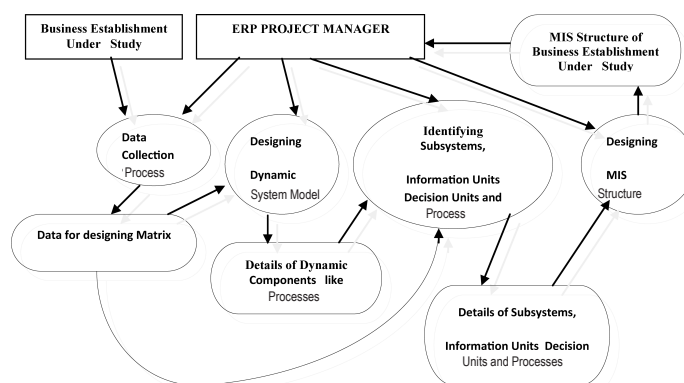 Business Establishment
Under Study
ERP PROJECT MANAGER
MIS Structure of
Business Establishment
Under Study
Data
Collection
Process
Designing
Dynamic
System Model
Identifying
Subsystems,
Information Units
Decision Units and
Process
Designing
MIS
Structure
Data for designing Matrix
Details of Dynamic
Components like
Processes
Details of Subsystems,
Information Units Decision
Units and Processes